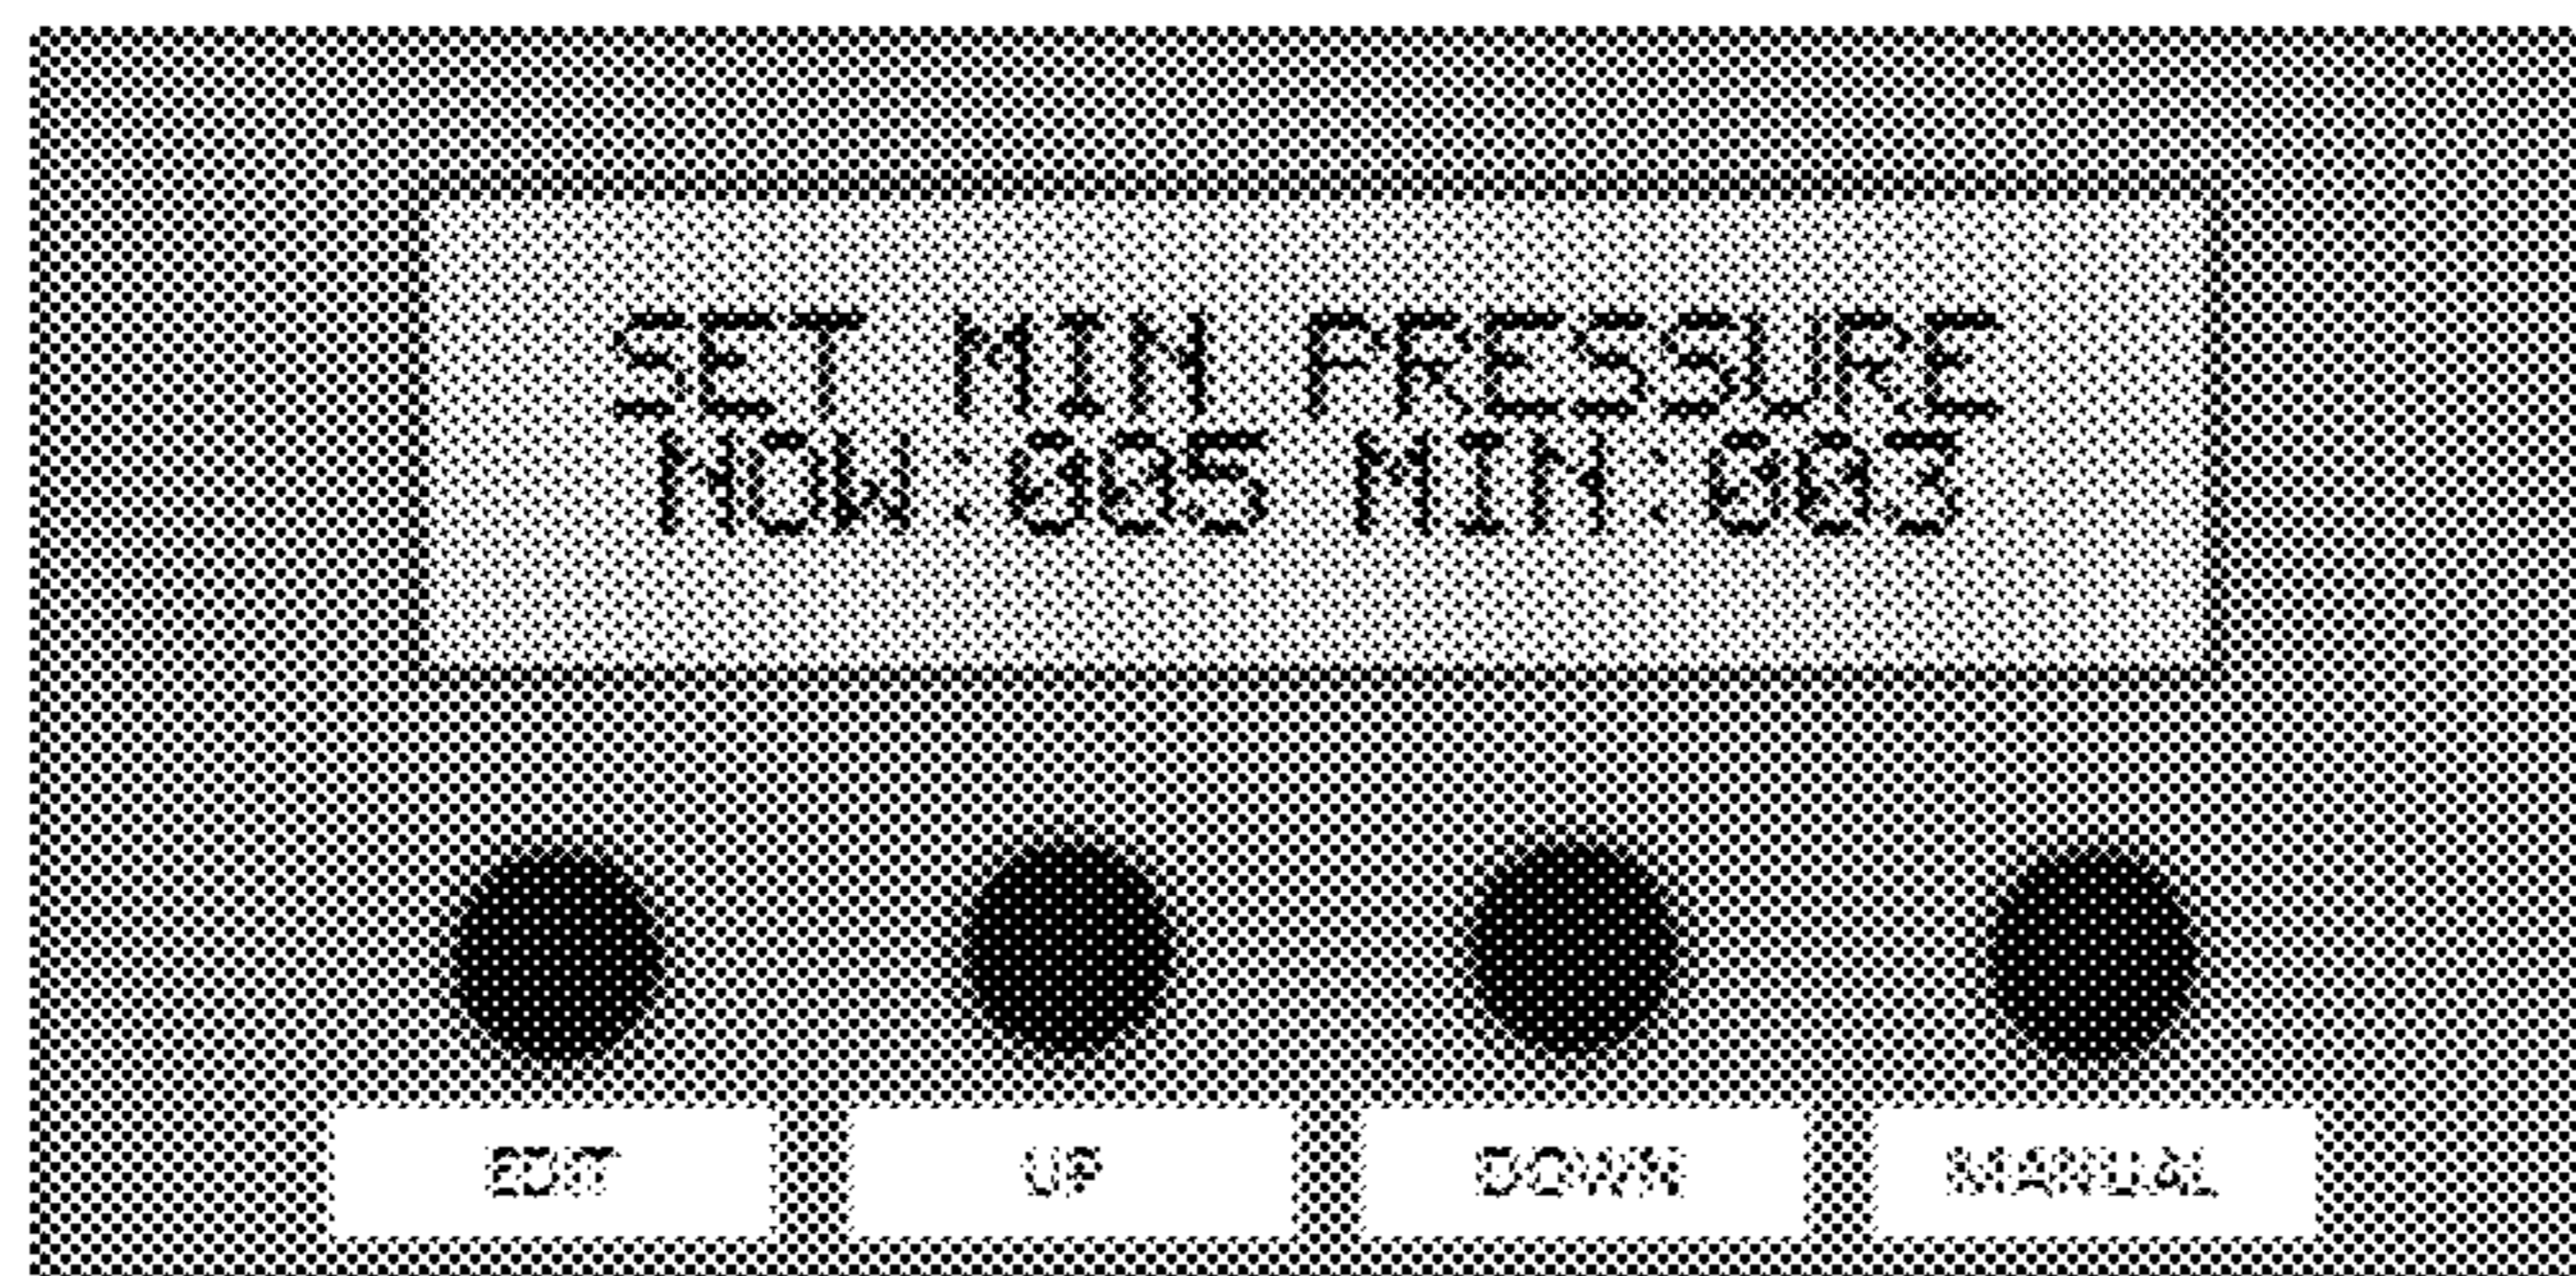 SET MIN PRESSURE
NOW:005 MIN:003
EDIT
UP
DOWN
MANUAL